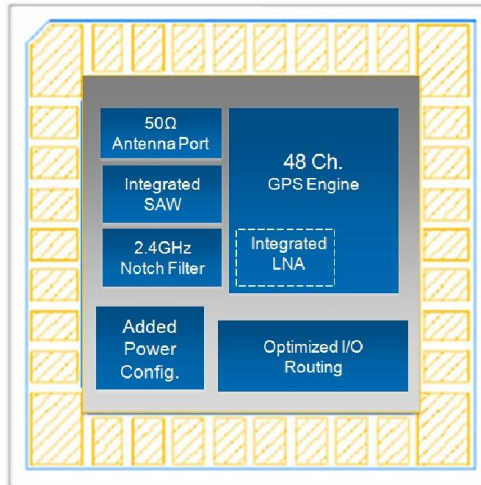 50Ω
Antenna Port
Integrated
SAW
2.4GHz
Notch Filter
48 Ch.
GPS Engine
Integrated
LNA
Added
Power
Config.
Optimized I/O
Routing